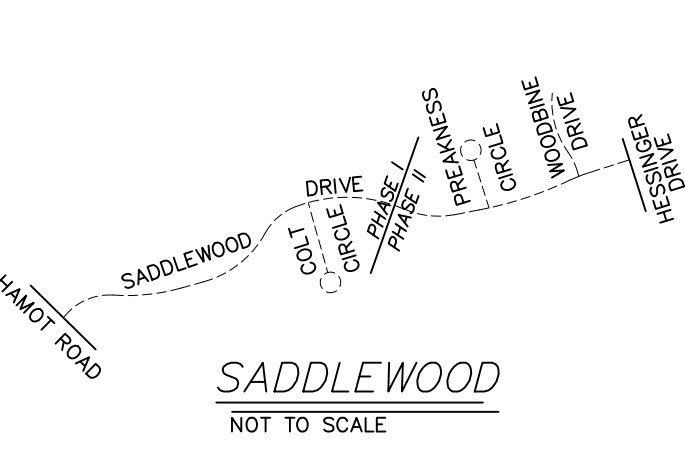 HAMOT ROAD
SADDLEWOOD DRIVE
COLT
CIRCLE
PHASE I
PHASE II
PREAKNESS
CIRCLE
WOODBINE
DRIVE
HESSINGER
DRIVE
SADDLEWOOD
NOT TO SCALE